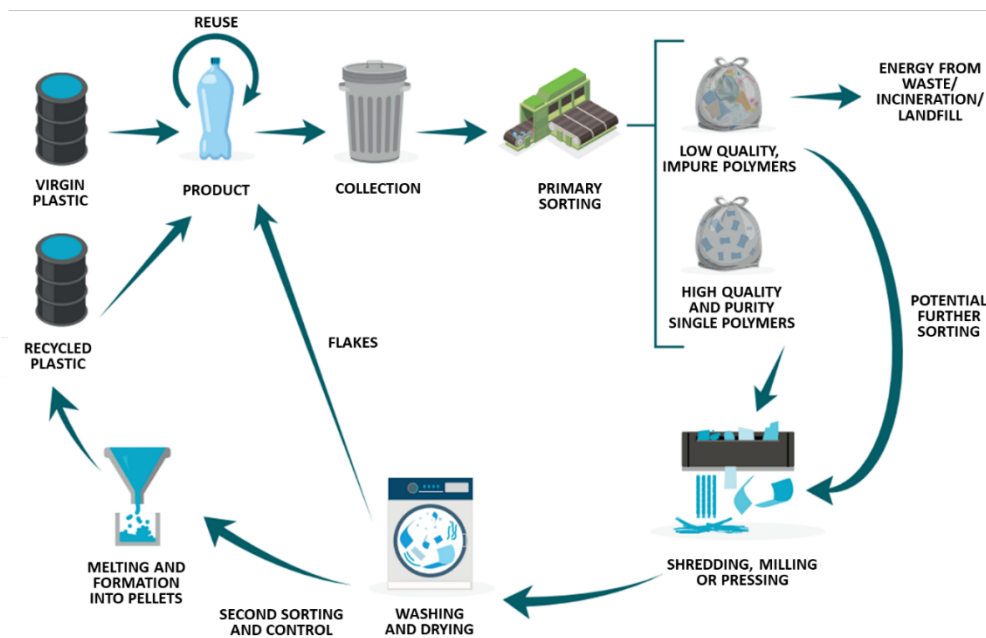 REUSE
VIRGIN
PLASTIC
PRODUCT
COLLECTION
PRIMARY
SORTING
LOW QUALITY,
IMPURE POLYMERS
ENERGY FROM
WASTE/
INCINERATION/
LANDFILL
HIGH QUALITY
AND PURITY
SINGLE POLYMERS
POTENTIAL
FURTHER
SORTING
RECYCLED
PLASTIC
FLAKES
MELTING AND
FORMATION
INTO PELLETS
SECOND SORTING
AND CONTROL
WASHING
AND DRYING
SHREDDING, MILLING
OR PRESSING